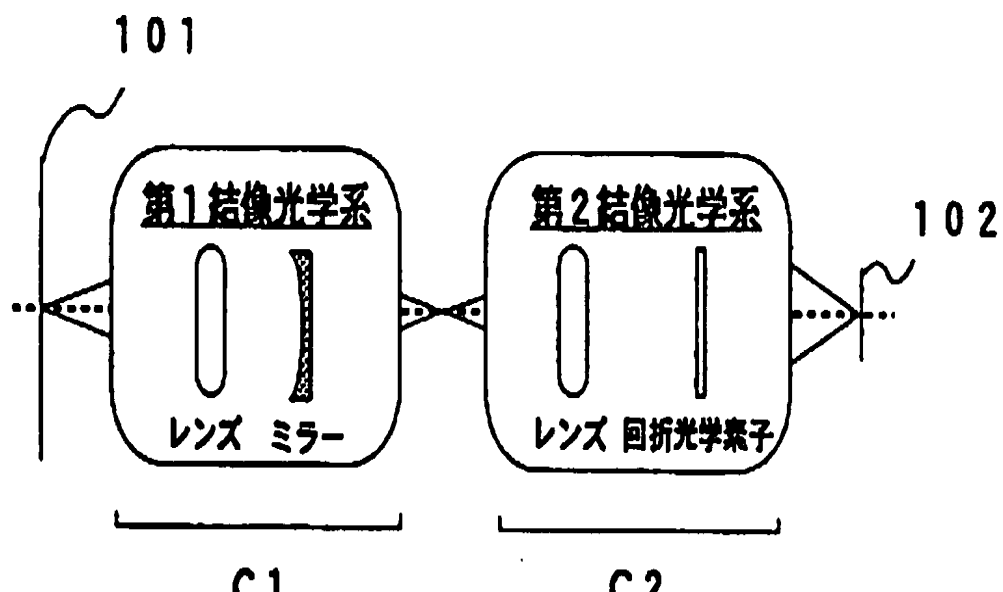 101
第1結像光学系
第2結像光学系
102
レンズ ミラー
レンズ 回折光学素子
C1
C2